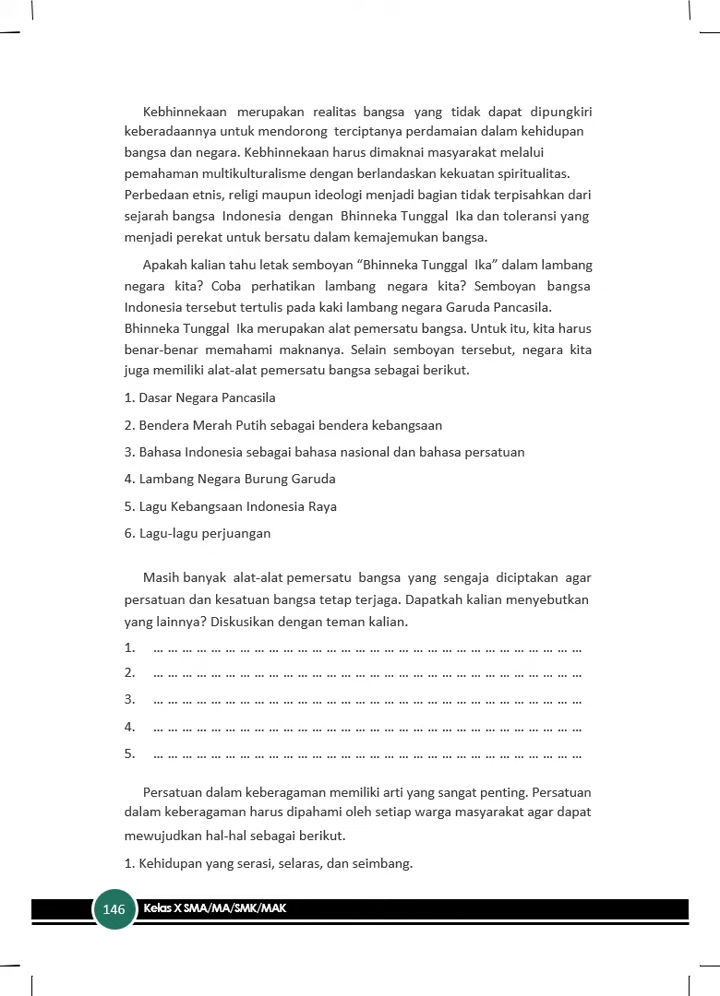 Kebhinnekaan merupakan realitas bangsa yang tidak dapat dipungkiri
keberadaannya untuk mendorong terciptanya perdamaian dalam kehidupan
bangsa dan negara. Kebhinnekaan harus dimaknai masyarakat melalui
pemahaman multikulturalisme dengan berlandaskan kekuatan spiritualitas.
Perbedaan etnis, religi maupun ideologi menjadi bagian tidak terpisahkan dari
sejarah bangsa Indonesia dengan Bhinneka Tunggal Ika dan toleransi yang
menjadi perekat untuk bersatu dalam kemajemukan bangsa.
Apakah kalian tahu letak semboyan “Bhinneka Tunggal Ika” dalam lambang
negara kita? Coba perhatikan lambang negara kita? Semboyan bangsa
Indonesia tersebut tertulis pada kaki lambang negara Garuda Pancasila.
Bhinneka Tunggal Ika merupakan alat pemersatu bangsa. Untuk itu, kita harus
benar-benar memahami maknanya. Selain semboyan tersebut, negara kita
juga memiliki alat-alat pemersatu bangsa sebagai berikut.
1. Dasar Negara Pancasila
2. Bendera Merah Putih sebagai bendera kebangsaan
3. Bahasa Indonesia sebagai bahasa nasional dan bahasa persatuan
4. Lambang Negara Burung Garuda
5. Lagu Kebangsaan Indonesia Raya
6. Lagu-lagu perjuangan
Masih banyak alat-alat pemersatu bangsa yang sengaja diciptakan agar
persatuan dan kesatuan bangsa tetap terjaga. Dapatkah kalian menyebutkan
yang lainnya? Diskusikan dengan teman kalian.
1. … … … … … … … … … … … … … … … … … … … … … … … … … … … … … …
2. … … … … … … … … … … … … … … … … … … … … … … … … … … … … … …
3. … … … … … … … … … … … … … … … … … … … … … … … … … … … … … …
4. … … … … … … … … … … … … … … … … … … … … … … … … … … … … … …
5. … … … … … … … … … … … … … … … … … … … … … … … … … … … … … …
Persatuan dalam keberagaman memiliki arti yang sangat penting. Persatuan
dalam keberagaman harus dipahami oleh setiap warga masyarakat agar dapat
mewujudkan hal-hal sebagai berikut.
1. Kehidupan yang serasi, selaras, dan seimbang.
146 Kelas X SMA/MA/SMK/MAK